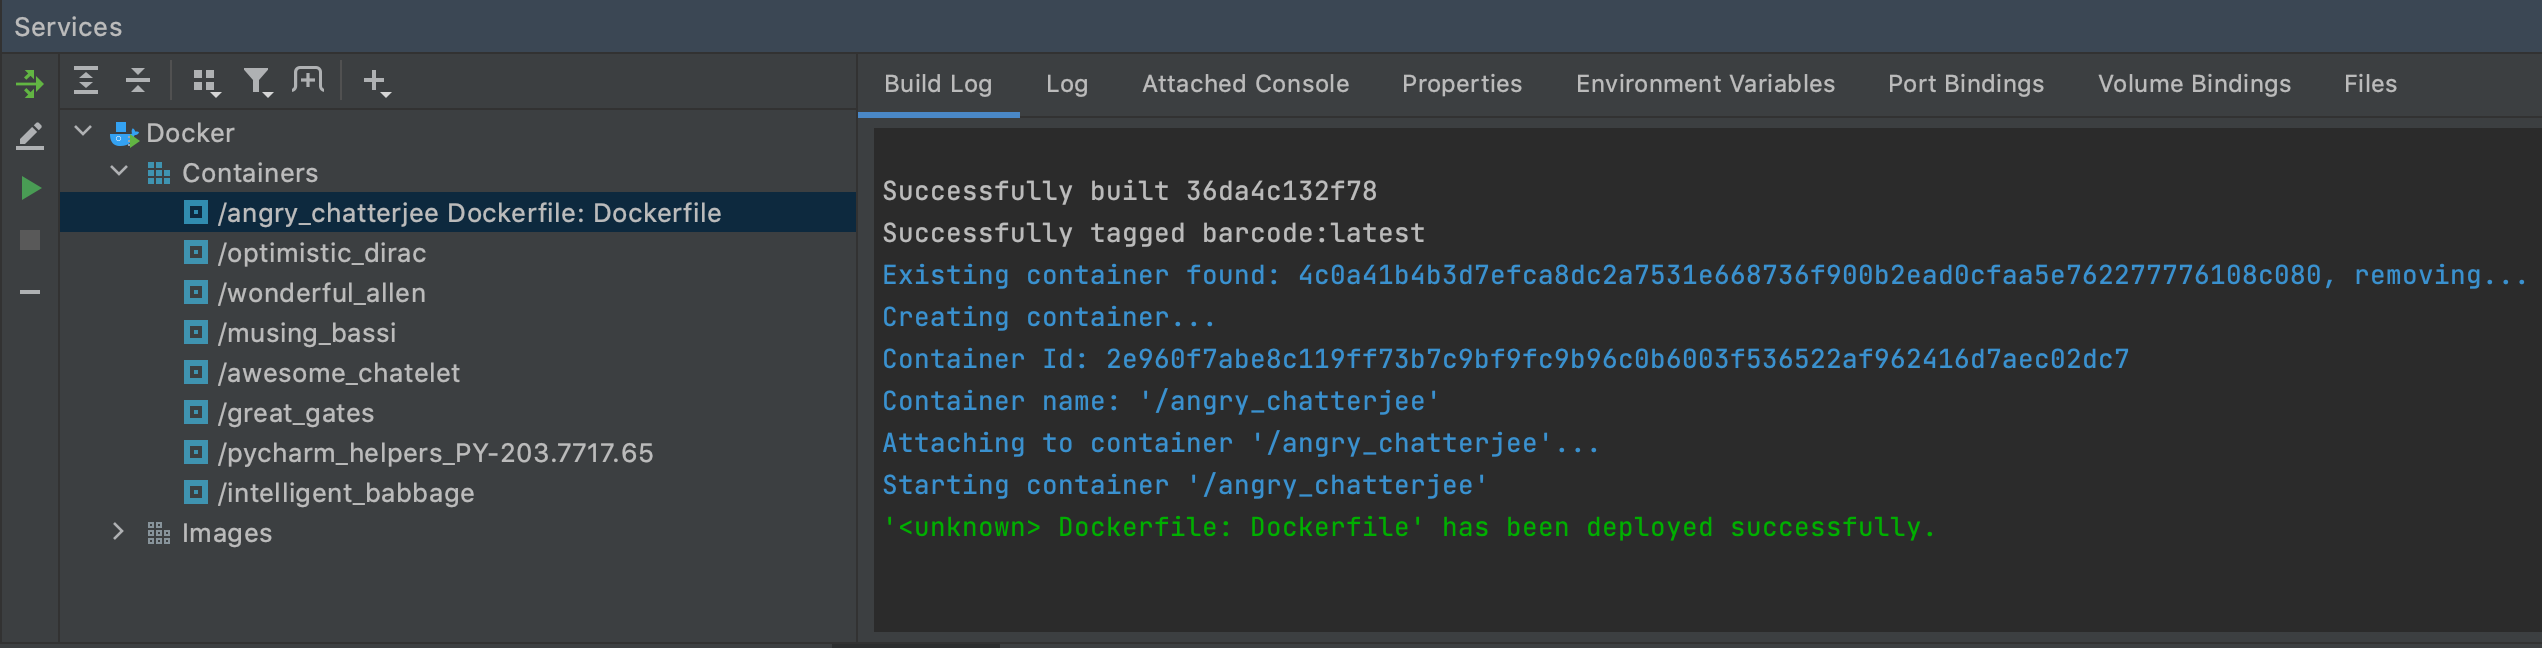 Services
Docker
Containers
/angry_chatterjee Dockerfile: Dockerfile
/optimistic_dirac
/wonderful_allen
/musing_bassi
/awesome_chatelet
/great_gates
/pycharm_helpers_PY-203.7717.65
/intelligent_babbage
Images
Build Log Log Attached Console Properties Environment Variables Port Bindings Volume Bindings Files
Successfully built 36da4c132f78
Successfully tagged barcode:latest
Existing container found: 4c0a41b4b3d7efca8dc2a7531e668736f900b2ead0cfaa5e762277776108c080, removing...
Creating container...
Container Id: 2e960f7abe8c119ff73b7c9bf9fc9b96c0b6003f536522af962416d7aec02dc7
Container name: '/angry_chatterjee'
Attaching to container '/angry_chatterjee'...
Starting container '/angry_chatterjee'
'<unknown> Dockerfile: Dockerfile' has been deployed successfully.